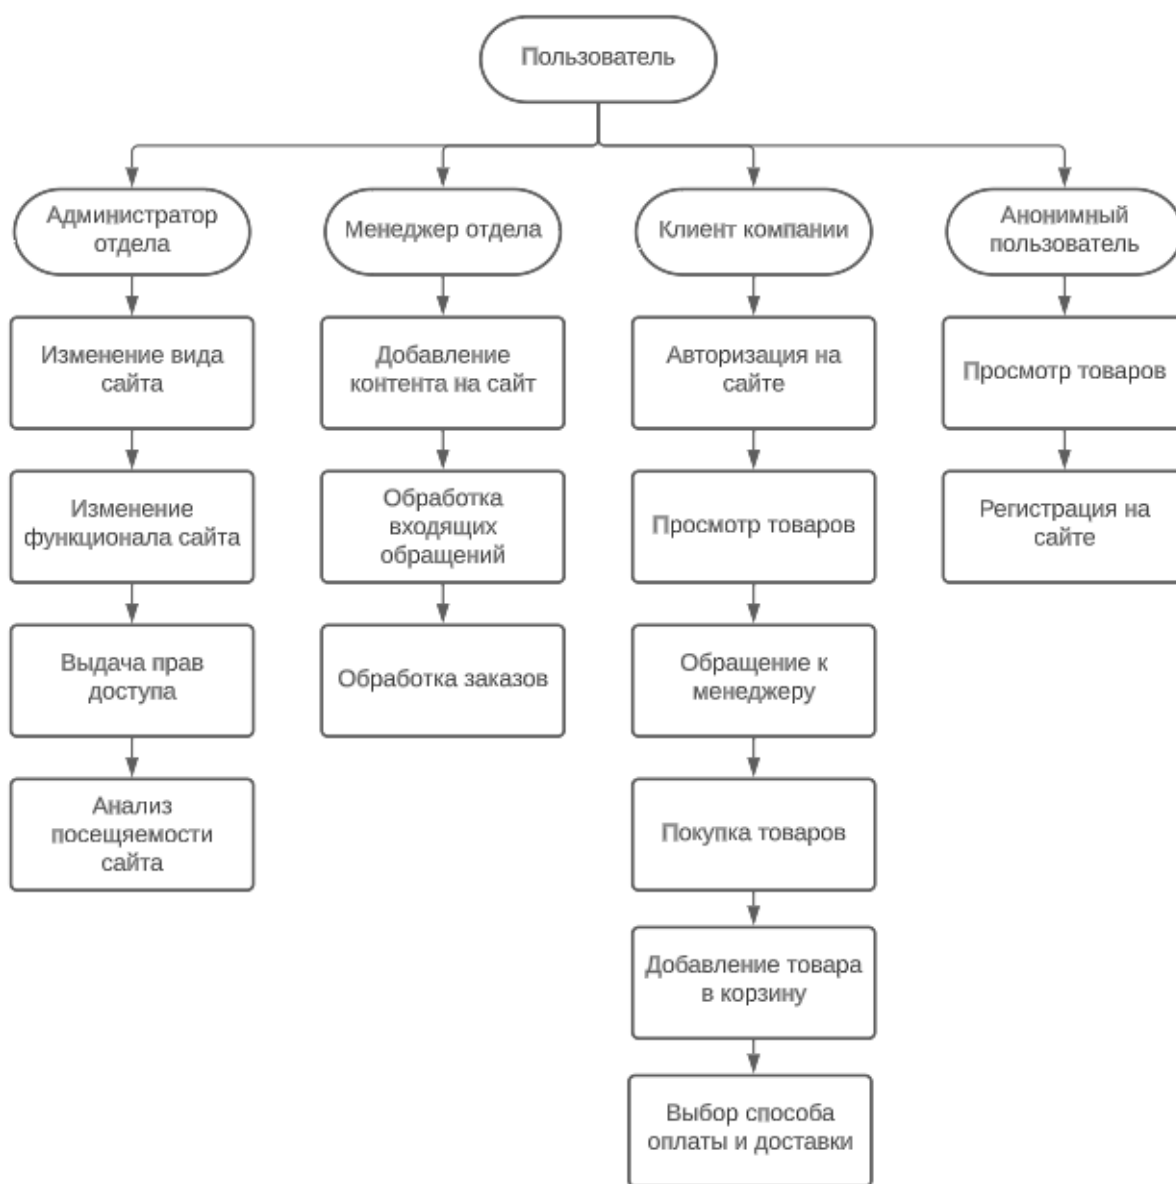 Пользователь
Администратор
отдела
Менеджер отдела
Клиент компании
Анонимный
пользователь
Изменение вида
сайта
Добавление
контента на сайт
Авторизация на
сайте
Просмотр товаров
Изменение
функционала сайта
Обработка
входящих
обращений
Просмотр товаров
Регистрация на
сайте
Выдача прав
доступа
Обработка заказов
Обращение к
менеджеру
Анализ
посещяемости
сайта
Покупка товаров
Добавление товара
в корзину
Выбор способа
оплаты и доставки